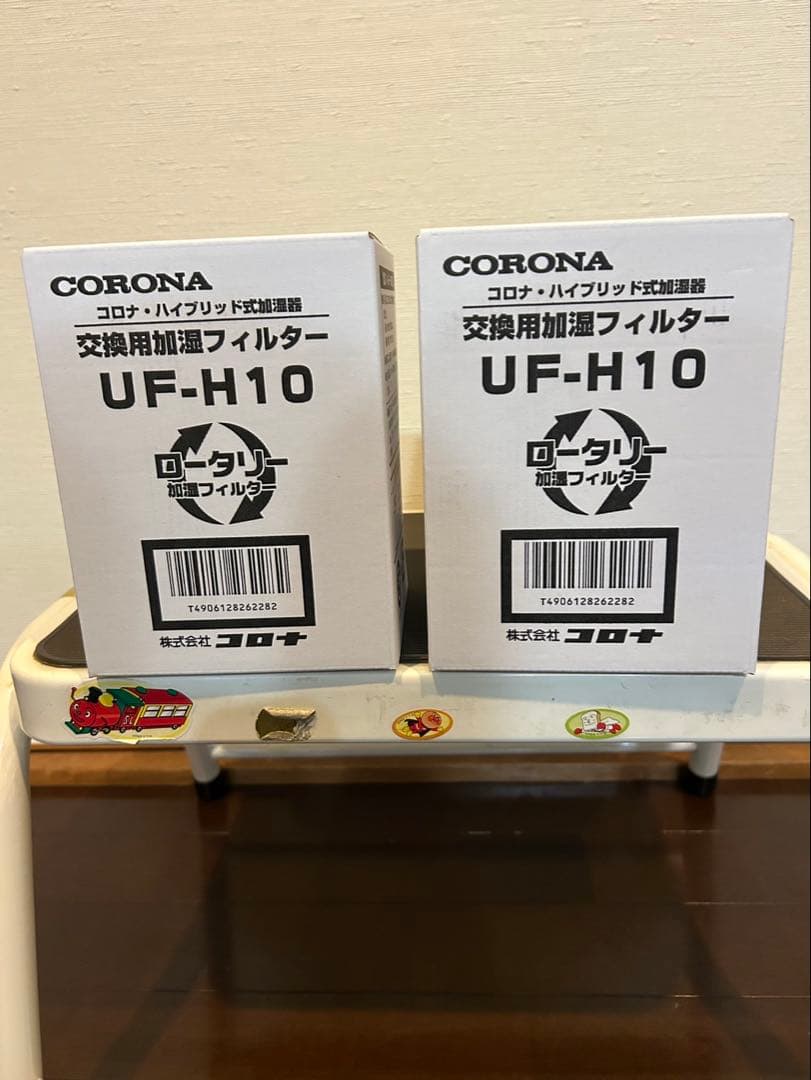 CORONA
コロナ・ハイブリッド式加湿器
交換用加湿フィルター
UF-H10
ロータリー
加湿フィルター
T4906128262282
株式会社 コロナ
CORONA
コロナ・ハイブリッド式加湿器
交換用加湿フィルター
UF-H10
ロータリー
加湿フィルター
T4906128262282
株式会社 コロナ